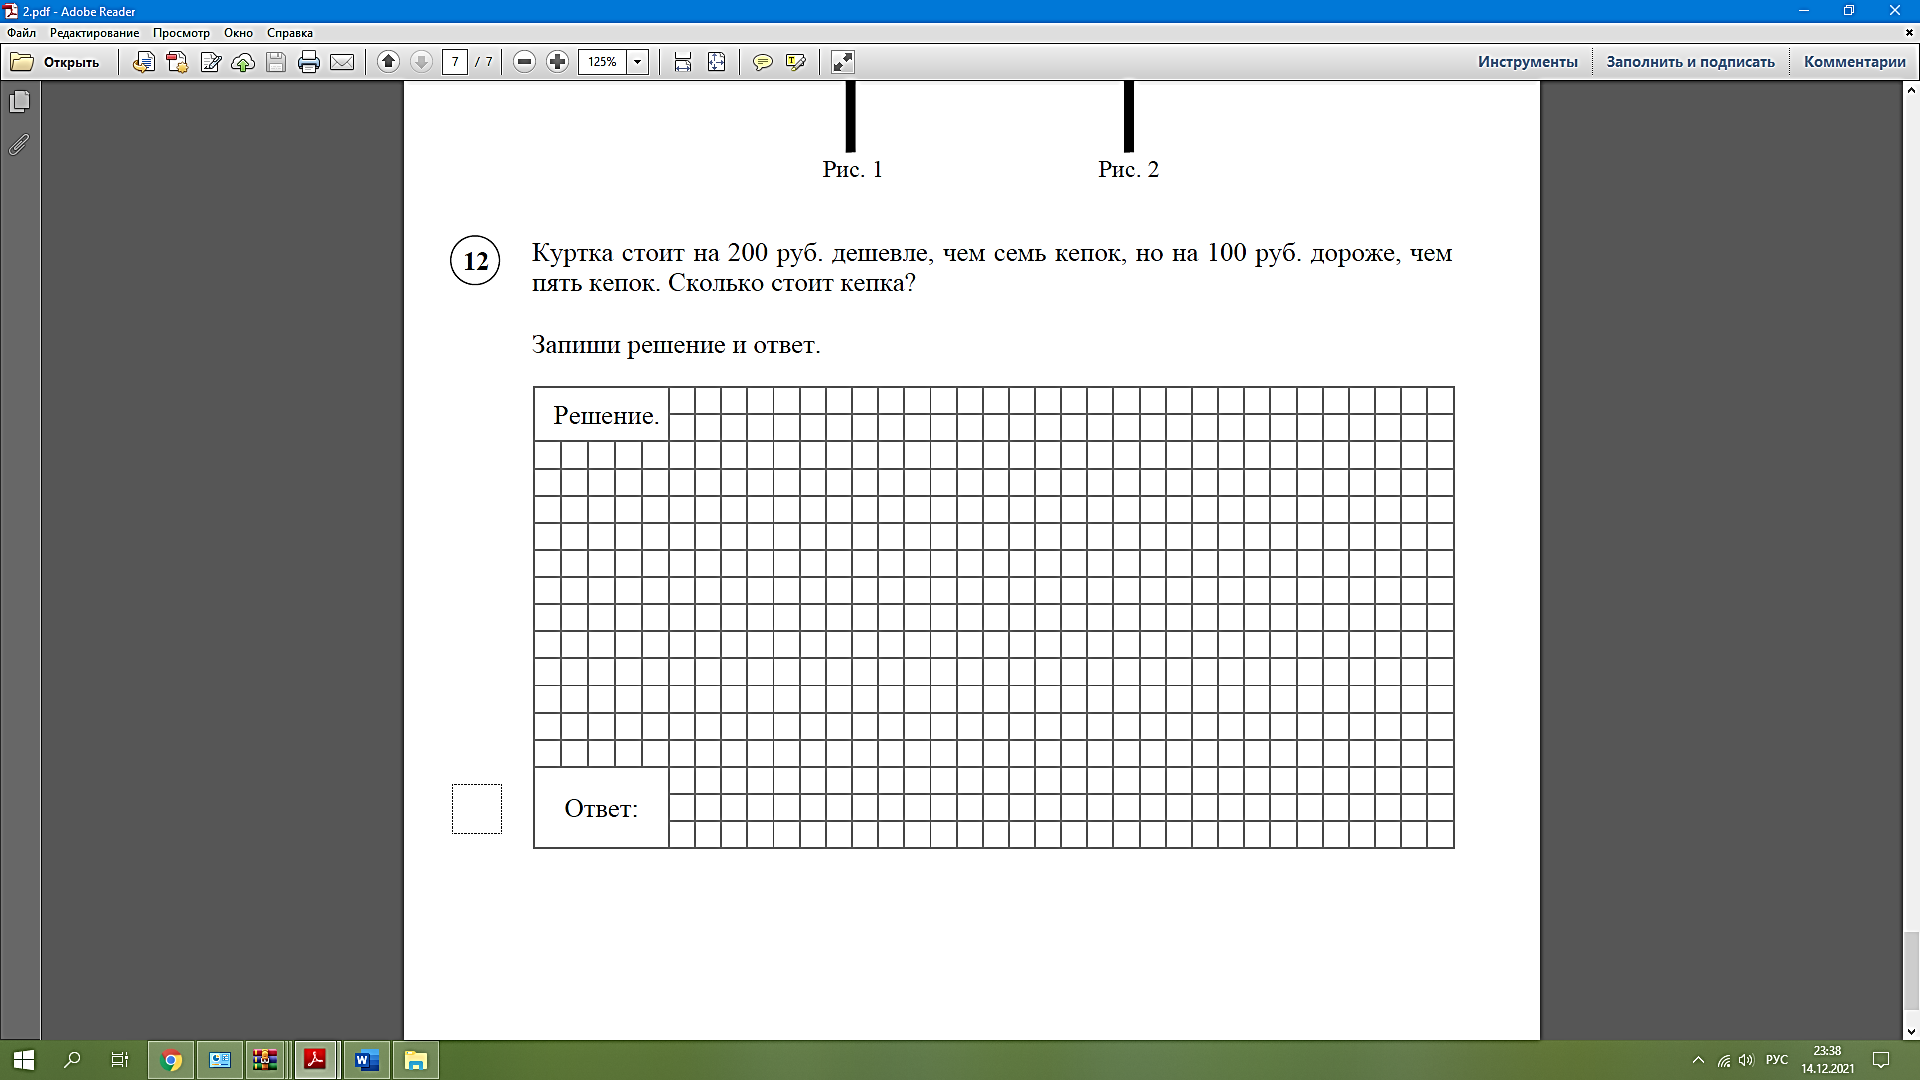 2.pdf - Adobe Reader
Файл Редактирование Просмотр Окно Справка
Открыть 7 / 7 125% Инструменты Заполнить и подписать Комментарии
Рис. 1 Рис. 2
12 Куртка стоит на 200 руб. дешевле, чем семь кепок, но на 100 руб. дороже, чем
пять кепок. Сколько стоит кепка?
Запиши решение и ответ.
Решение.
Ответ:
РУС 23:38
14.12.2021